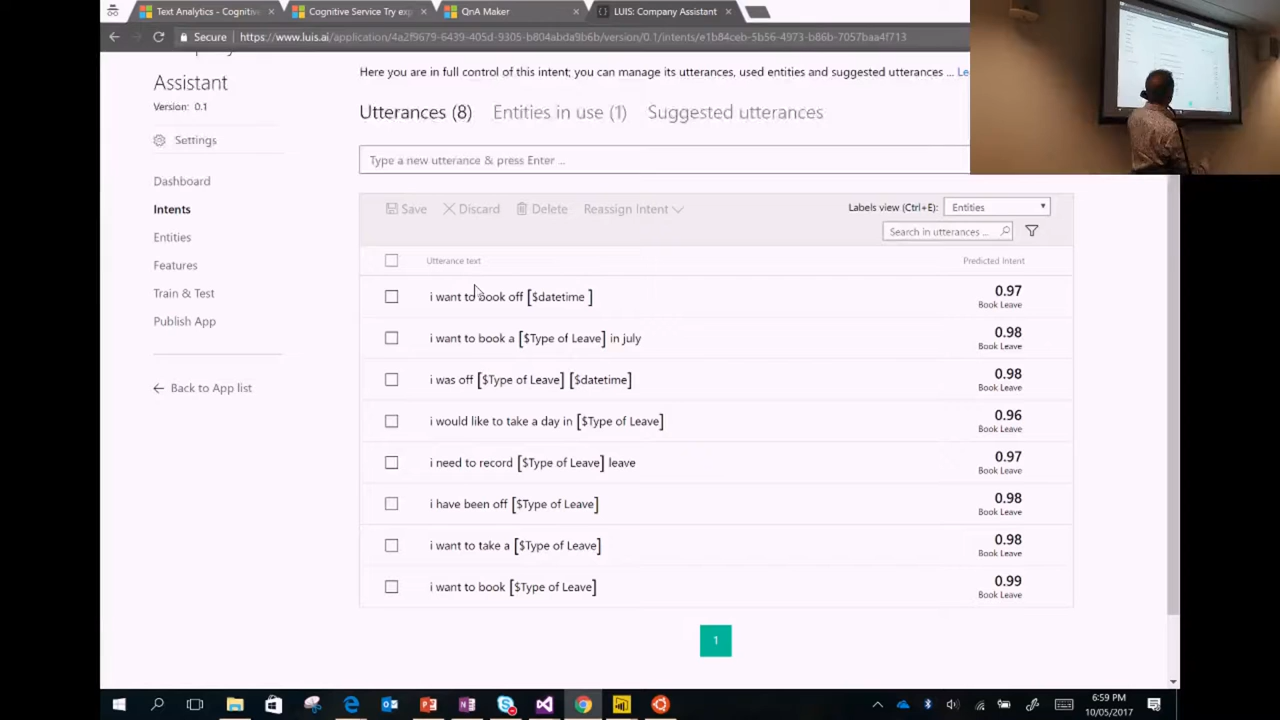 Text Analytics - Cognitiv
Cognitive Service Try exp
QnA Maker
LUIS: Company Assistant
Secure
https://www.luis.ai/application/4a2f9679-6439-405d-9375-b804abda9b6b/version/0.1/intents/e1b84ceb-5b56-4973-b86b-7057baa4f713
Assistant
Version: 0.1
Settings
Dashboard
Intents
Entities
Features
Train & Test
Publish App
Back to App list
Here you are in full control of this intent; you can manage its utterances, used entities and suggested utterances ... Le
Utterances (8) Entities in use (1) Suggested utterances
Type a new utterance & press Enter ...
Save Discard Delete Reassign Intent
Labels view (Ctrl+E): Entities
Search in utterances ...
Utterance text Predicted Intent
i want to book off [$datetime ] 0.97
Book Leave
i want to book a [$Type of Leave] in july 0.98
Book Leave
i was off [$Type of Leave] [$datetime] 0.98
Book Leave
i would like to take a day in [$Type of Leave] 0.96
Book Leave
i need to record [$Type of Leave] leave 0.97
Book Leave
i have been off [$Type of Leave] 0.98
Book Leave
i want to take a [$Type of Leave] 0.98
Book Leave
i want to book [$Type of Leave] 0.99
Book Leave
1
6:59 PM
10/05/2017